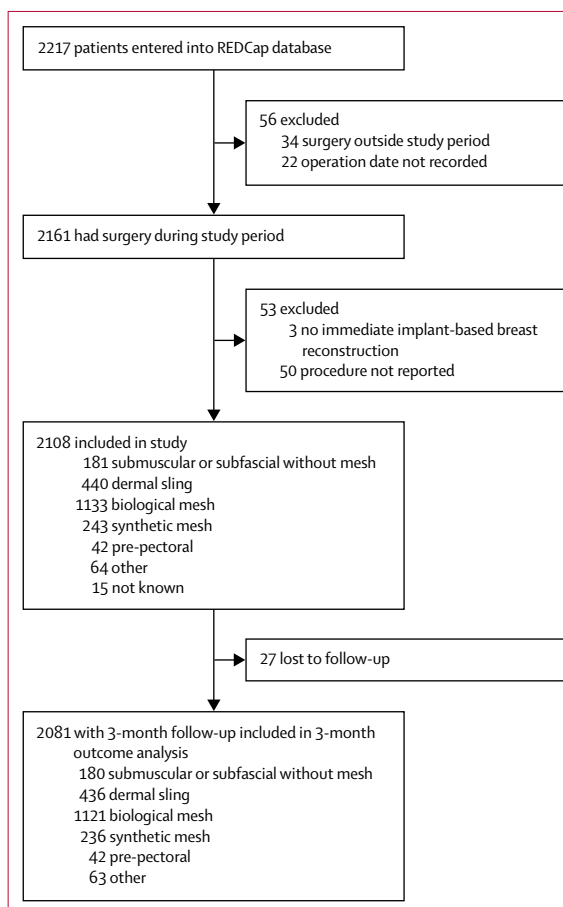 2217 patients entered into REDCap database
56 excluded
34 surgery outside study period
22 operation date not recorded
2161 had surgery during study period
53 excluded
3 no immediate implant-based breast
reconstruction
50 procedure not reported
2108 included in study
181 submuscular or subfascial without mesh
440 dermal sling
1133 biological mesh
243 synthetic mesh
42 pre-pectoral
64 other
15 not known
27 lost to follow-up
2081 with 3-month follow-up included in 3-month
outcome analysis
180 submuscular or subfascial without mesh
436 dermal sling
1121 biological mesh
236 synthetic mesh
42 pre-pectoral
63 other